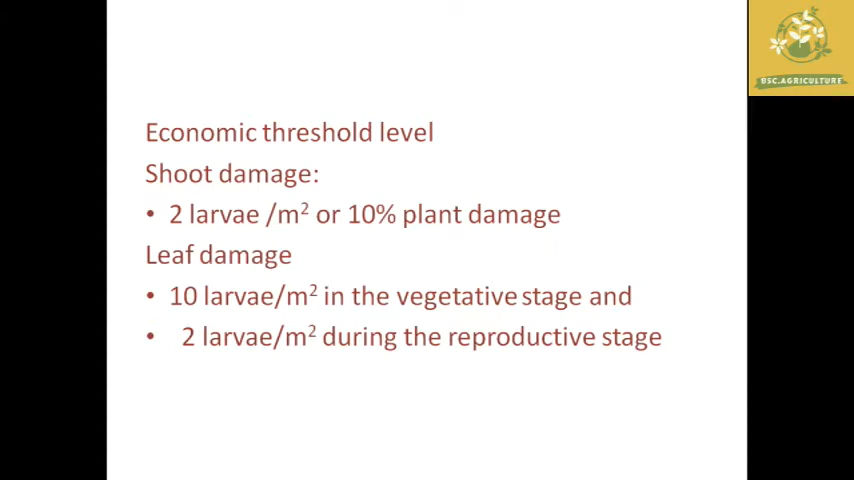 BSC.AGRICULTURE
Economic threshold level
Shoot damage:
• 2 larvae /m² or 10% plant damage
Leaf damage
• 10 larvae/m² in the vegetative stage and
• 2 larvae/m² during the reproductive stage